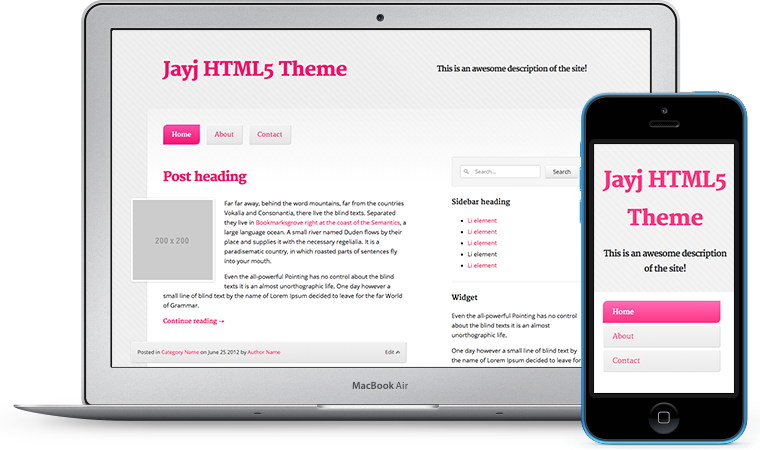 Jayj HTML5 Theme
This is an awesome description of the site!
Home
About
Contact
Post heading
200 x 200
Far far away, behind the word mountains, far from the countries
Vokalia and Consonantia, there live the blind texts. Separated
they live in Bookmarksgrove right at the coast of the Semantics, a
large language ocean. A small river named Duden flows by their
place and supplies it with the necessary regelialia. It is a
paradisematic country, in which roasted parts of sentences fly
into your mouth.
Even the all-powerful Pointing has no control about the blind
texts it is an almost unorthographic life. One day however a
small line of blind text by the name of Lorem Ipsum decided to leave for the far World
of Grammar.
Continue reading →
Posted in Category Name on June 25 2012 by Author Name
Edit
Search...
Search
Sidebar heading
Li element
Li element
Li element
Li element
Li element
Widget
Even the all-powerful Pointing has no control
about the blind texts it is an almost
unorthographic life.
One day however a small line of blind text by
the name of Lorem Ipsum decided to leave for
MacBook Air
Jayj HTML5
Theme
This is an awesome description
of the site!
Home
About
Contact